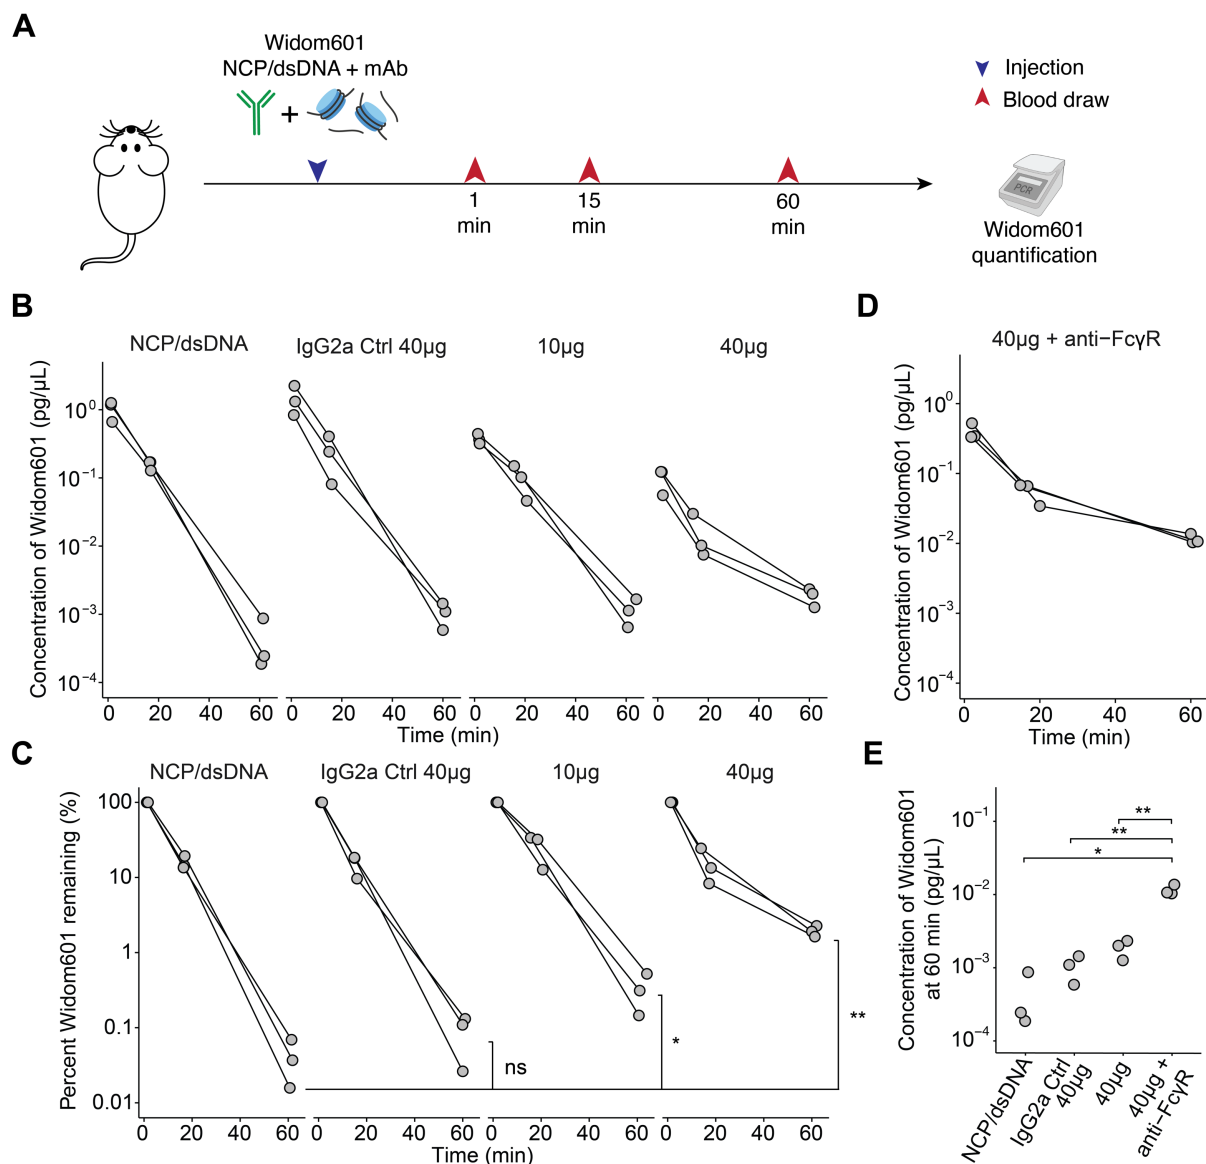 A
Widom601
NCP/dsDNA + mAb
+
Injection
Blood draw
1
min
15
min
60
min
PCR
Widom601
quantification
B
NCP/dsDNA
IgG2a Ctrl 40µg
10µg
40µg
Concentration of Widom601 (pg/µL)
10⁰
10⁻¹
10⁻²
10⁻³
10⁻⁴
0 20 40 60
0 20 40 60
0 20 40 60
0 20 40 60
Time (min)
D
40µg + anti−FcγR
Concentration of Widom601 (pg/µL)
10⁰
10⁻¹
10⁻²
10⁻³
10⁻⁴
0 20 40 60
Time (min)
C
NCP/dsDNA
IgG2a Ctrl 40µg
10µg
40µg
Percent Widom601 remaining (%)
100
10
1
0.1
0.01
ns
*
**
0 20 40 60
0 20 40 60
0 20 40 60
0 20 40 60
Time (min)
E
Concentration of Widom601
at 60 min (pg/µL)
10⁻¹
10⁻²
10⁻³
10⁻⁴
**
**
*
NCP/dsDNA
IgG2a Ctrl
40µg
40µg
40µg +
anti−FcγR